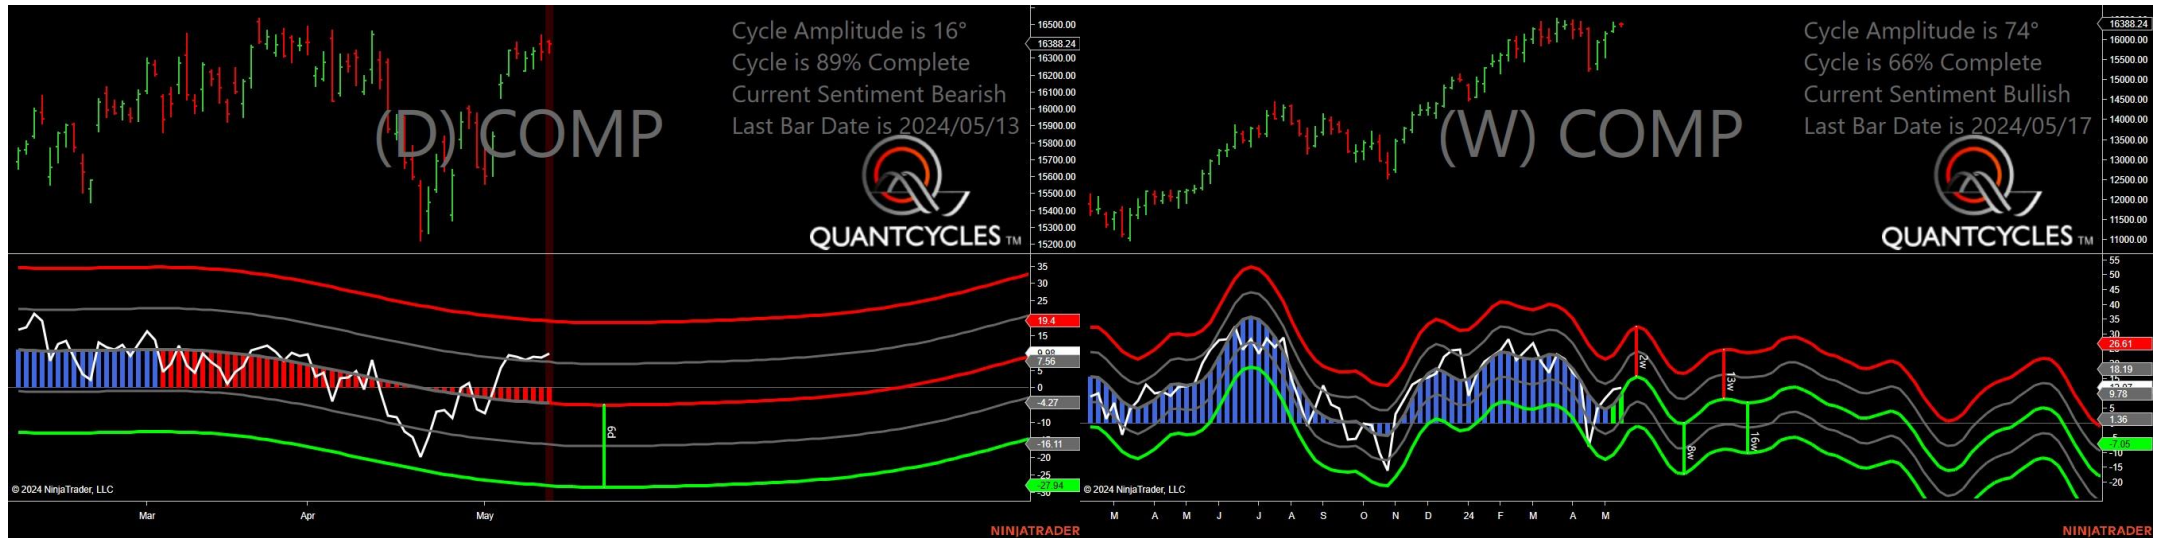 Cycle Amplitude is 16°
Cycle is 89% Complete
Current Sentiment Bearish
Last Bar Date is 2024/05/13
(D) COMP
QUANTCYCLES TM
16500.00
16388.24
16300.00
16200.00
16100.00
16000.00
15900.00
15800.00
15700.00
15600.00
15500.00
15400.00
15300.00
15200.00
35
30
25
19.4
15
7.56
5
0
-4.27
-10
-16.11
-20
-25
-27.94
6d
© 2024 NinjaTrader, LLC
Mar
Apr
May
NINJATRADER
Cycle Amplitude is 74°
Cycle is 66% Complete
Current Sentiment Bullish
Last Bar Date is 2024/05/17
(W) COMP
QUANTCYCLES TM
16388.24
16000.00
15500.00
15000.00
14500.00
14000.00
13500.00
13000.00
12500.00
12000.00
11500.00
11000.00
55
50
45
40
35
30
26.61
18.19
9.78
5
1.36
-7.05
-10
-15
-20
2w
13w
8w
16w
© 2024 NinjaTrader, LLC
M
A
M
J
J
A
S
O
N
D
24
F
M
A
M
NINJATRADER